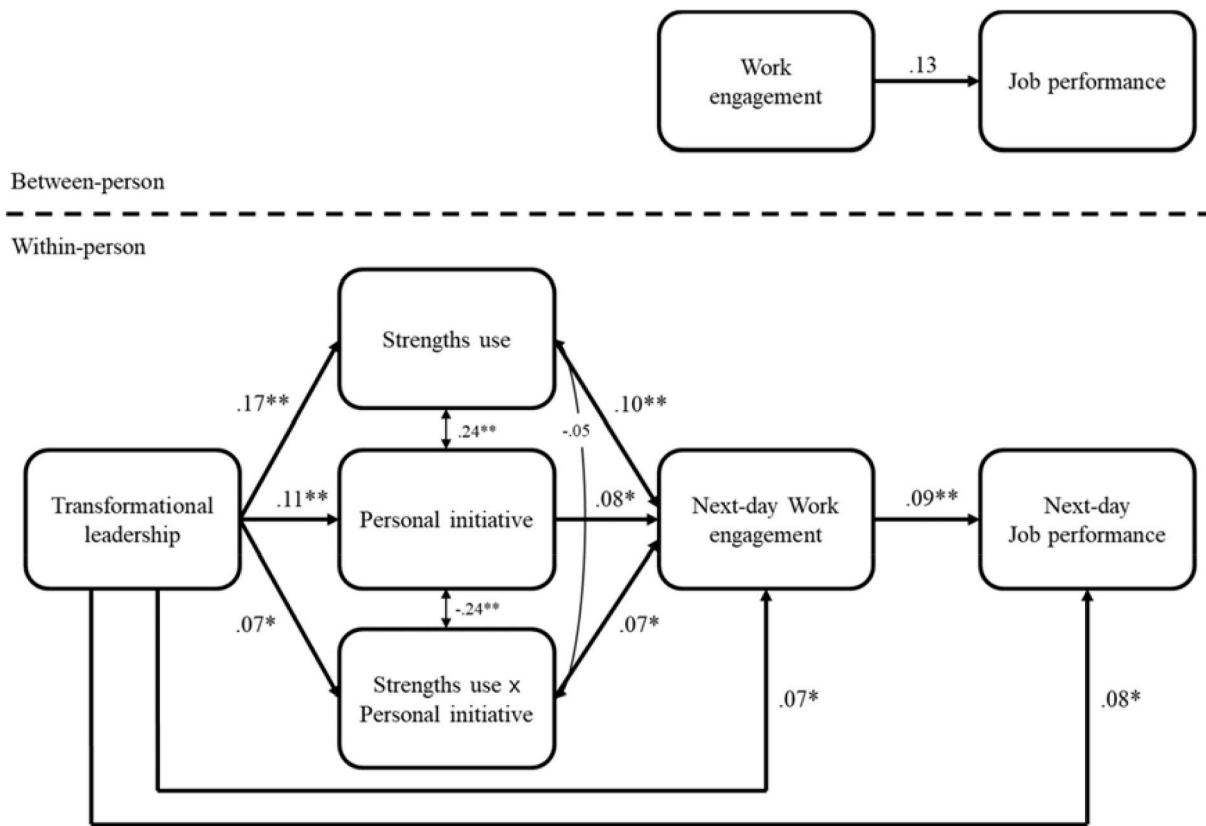 Work
engagement
.13
Job performance
Between-person
Within-person
Strengths use
.17**
.10**
.24**
-.05
Transformational
leadership
.11**
Personal initiative
.08*
Next-day Work
engagement
.09**
Next-day
Job performance
-.24**
.07*
.07*
Strengths use x
Personal initiative
.07*
.08*